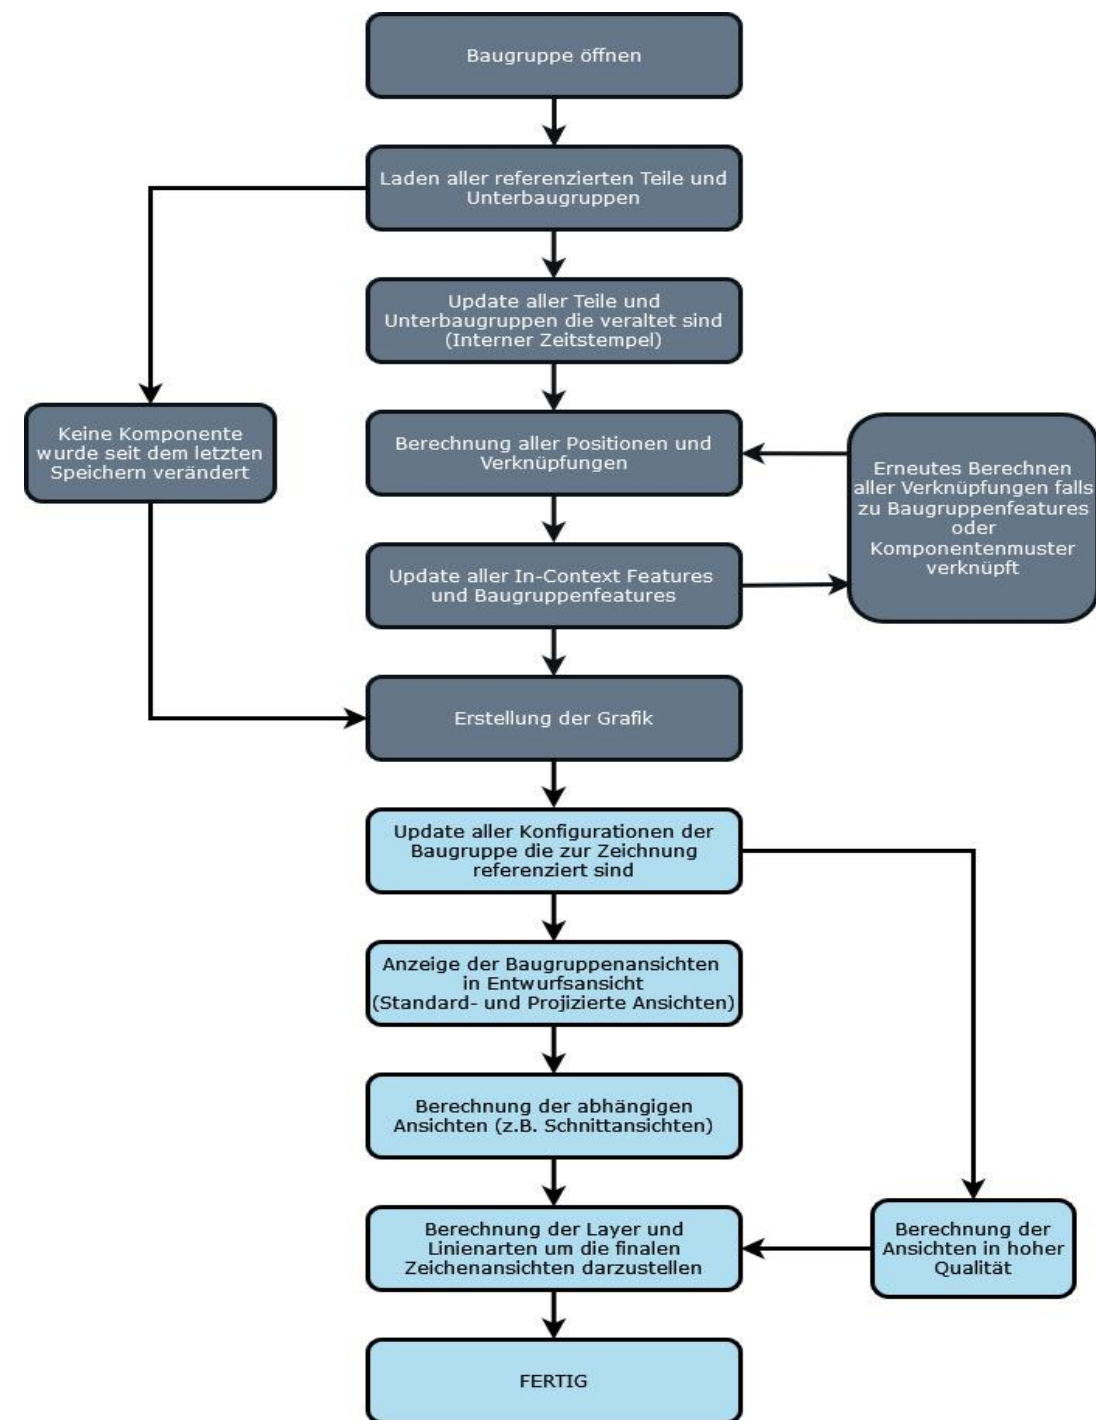 Baugruppe öffnen
Laden aller referenzierten Teile und
Unterbaugruppen
Update aller Teile und
Unterbaugruppen die veraltet sind
(Interner Zeitstempel)
Keine Komponente
wurde seit dem letzten
Speichern verändert
Berechnung aller Positionen und
Verknüpfungen
Erneutes Berechnen
aller Verknüpfungen falls
zu Baugruppenfeatures
oder
Komponentenmuster
verknüpft
Update aller In-Context Features
und Baugruppenfeatures
Erstellung der Grafik
Update aller Konfigurationen der
Baugruppe die zur Zeichnung
referenziert sind
Anzeige der Baugruppenansichten
in Entwurfsansicht
(Standard- und Projizierte Ansichten)
Berechnung der abhängigen
Ansichten (z.B. Schnittansichten)
Berechnung der Layer und
Linienarten um die finalen
Zeichenansichten darzustellen
Berechnung der
Ansichten in hoher
Qualität
FERTIG